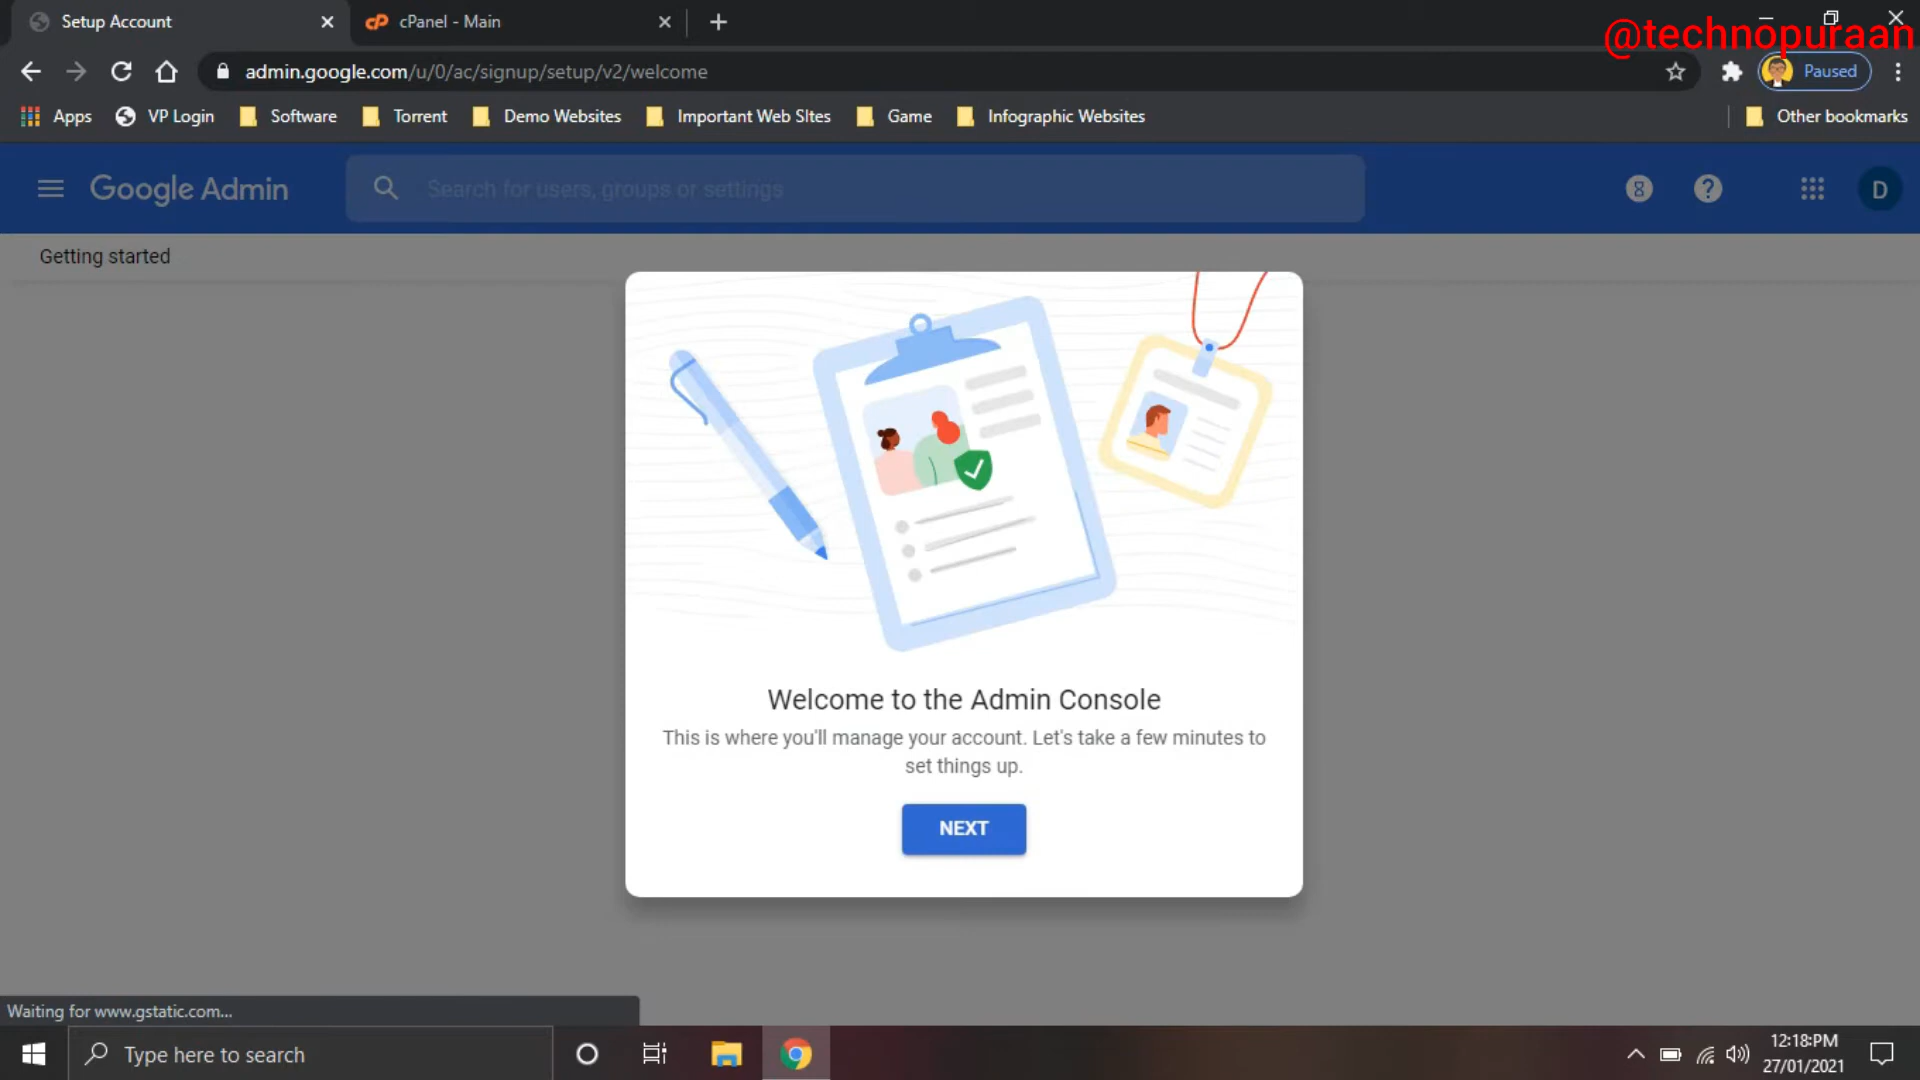 Setup Account
cPanel - Main
@technopuraan
admin.google.com/u/0/ac/signup/setup/v2/welcome
Paused
Apps
VP Login
Software
Torrent
Demo Websites
Important Web SItes
Game
Infographic Websites
Other bookmarks
Google Admin
Search for users, groups or settings
D
Getting started
Welcome to the Admin Console
This is where you'll manage your account. Let's take a few minutes to
set things up.
NEXT
Waiting for www.gstatic.com...
Type here to search
12:18:PM
27/01/2021